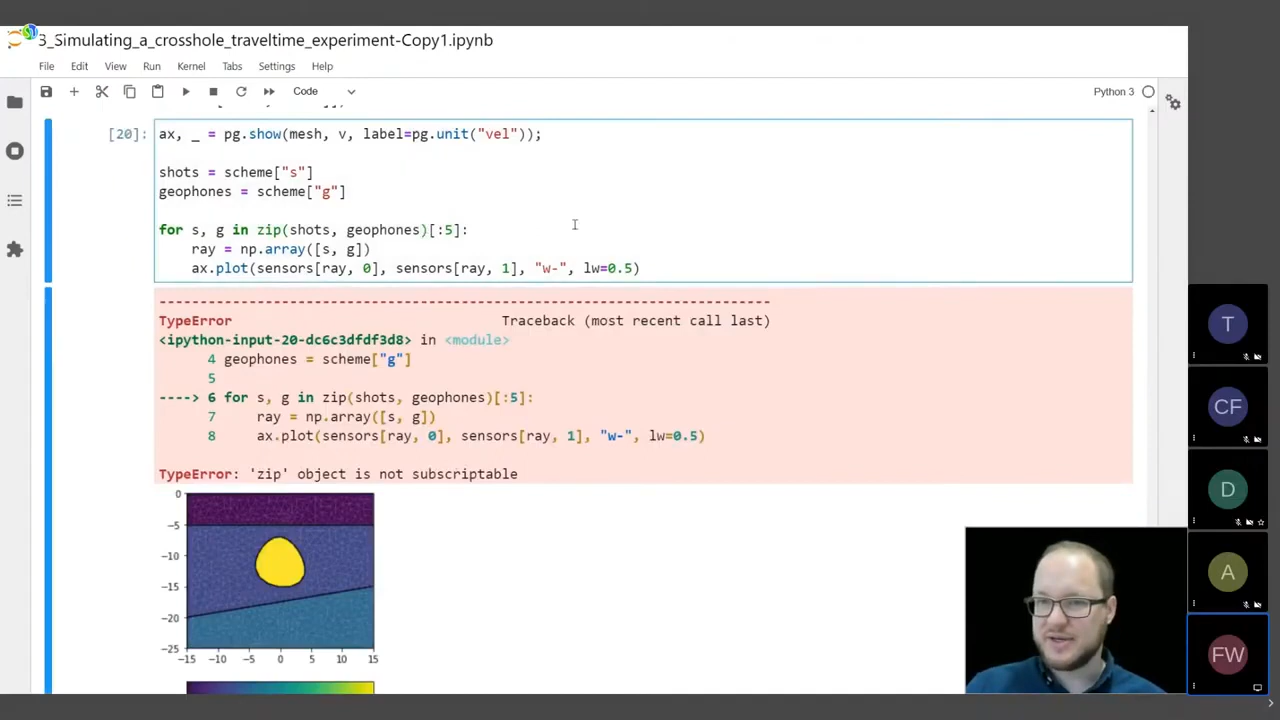 3_Simulating_a_crosshole_traveltime_experiment-Copy1.ipynb
File Edit View Run Kernel Tabs Settings Help
Code Python 3
[20]: ax, _ = pg.show(mesh, v, label=pg.unit("vel"));
shots = scheme["s"]
geophones = scheme["g"]
for s, g in zip(shots, geophones)[:5]:
ray = np.array([s, g])
ax.plot(sensors[ray, 0], sensors[ray, 1], "w-", lw=0.5)
---------------------------------------------------------------------------
TypeError Traceback (most recent call last)
<ipython-input-20-dc6c3dfdf3d8> in <module>
4 geophones = scheme["g"]
5
----> 6 for s, g in zip(shots, geophones)[:5]:
7 ray = np.array([s, g])
8 ax.plot(sensors[ray, 0], sensors[ray, 1], "w-", lw=0.5)
TypeError: 'zip' object is not subscriptable
0
−5
−10
−15
−20
−25
−15 −10 −5 0 5 10 15
T
CF
D
A
FW